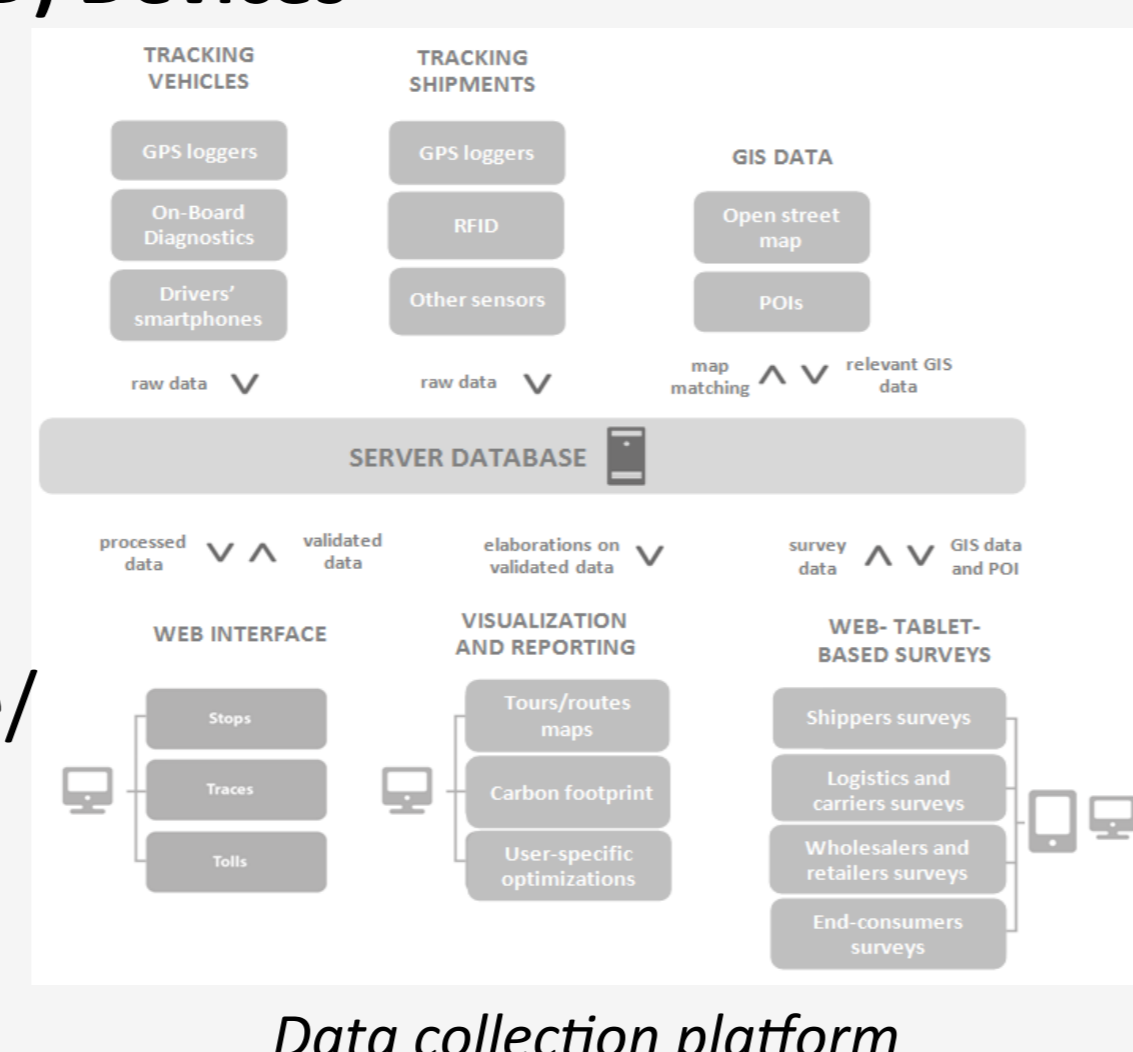 Devices
TRACKING
VEHICLES
GPS loggers
On-Board
Diagnostics
Drivers'
smartphones
raw data
TRACKING
SHIPMENTS
GPS loggers
RFID
Other sensors
raw data
GIS DATA
Open street
map
POIs
map
matching
relevant GIS
data
SERVER DATABASE
processed
data
validated
data
elaborations on
validated data
survey
data
GIS data
and POI
WEB INTERFACE
Stops
Traces
Tolls
VISUALIZATION
AND REPORTING
Tours/routes
maps
Carbon footprint
User-specific
optimizations
WEB- TABLET-
BASED SURVEYS
Shippers surveys
Logistics and
carriers surveys
Wholesalers and
retailers surveys
End-consumers
surveys
Data collection platform